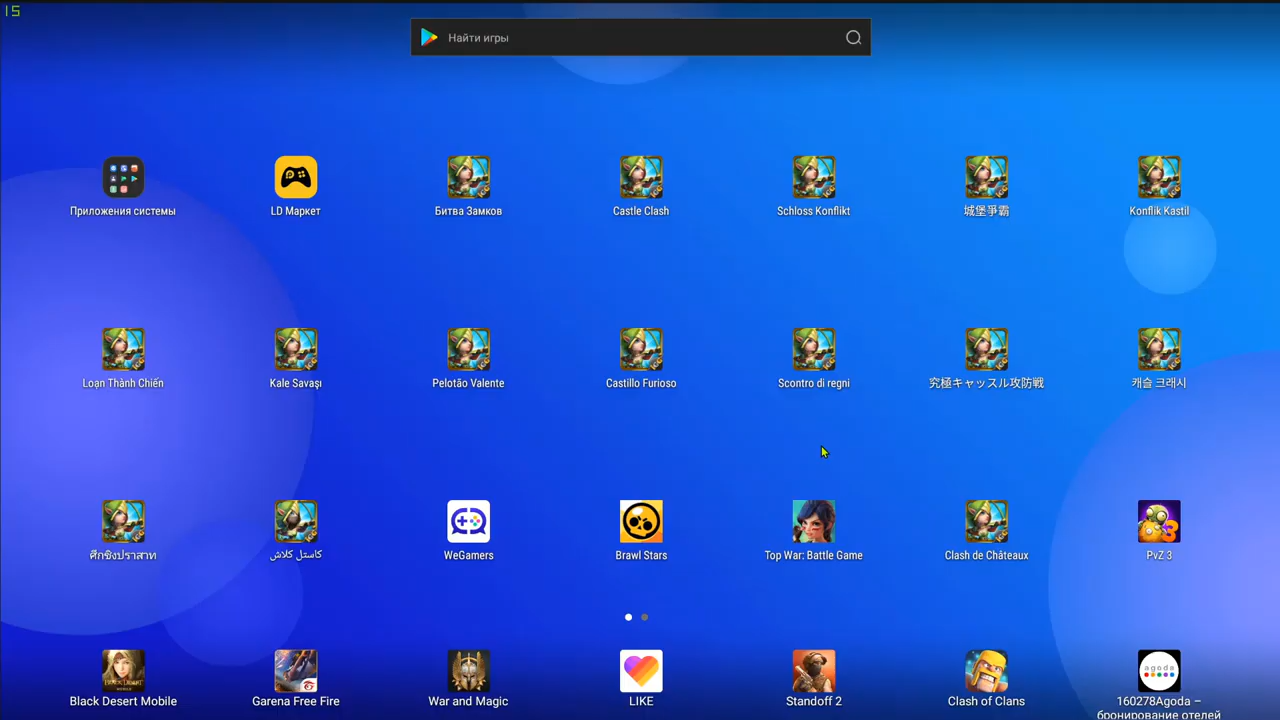 15
Найти игры
Приложения системы
LD Маркет
Битва Замков
Castle Clash
Schloss Konflikt
城堡爭霸
Konflik Kastil
Loạn Thành Chiến
Kale Savaşı
Pelotão Valente
Castillo Furioso
Scontro di regni
究極キャッスル攻防戦
캐슬 크래시
ศึกชิงปราสาท
كاستل كلاش
WeGamers
Brawl Stars
Top War: Battle Game
Clash de Châteaux
PvZ 3
Black Desert Mobile
Garena Free Fire
War and Magic
LIKE
Standoff 2
Clash of Clans
agoda
160278Agoda –
бронирование отелей